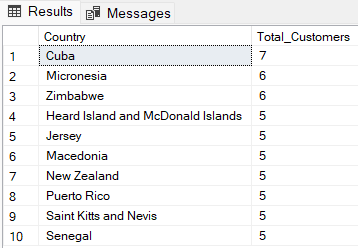 Results Messages
Country Total_Customers
1 Cuba 7
2 Micronesia 6
3 Zimbabwe 6
4 Heard Island and McDonald Islands 5
5 Jersey 5
6 Macedonia 5
7 New Zealand 5
8 Puerto Rico 5
9 Saint Kitts and Nevis 5
10 Senegal 5